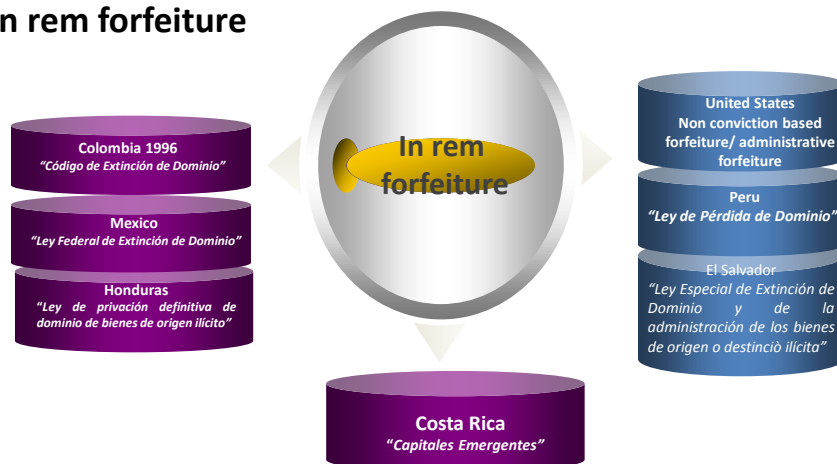 n rem forfeiture
Colombia 1996
“Código de Extinción de Dominio”
Mexico
“Ley Federal de Extinción de Dominio”
Honduras
“Ley de privación definitiva de
dominio de bienes de origen ilícito”
In rem
forfeiture
United States
Non conviction based
forfeiture/ administrative
forfeiture
Peru
“Ley de Pérdida de Dominio”
El Salvador
“Ley Especial de Extinción de
Dominio y de la
administración de los bienes
de origen o destinciò ilícita”
Costa Rica
“Capitales Emergentes”